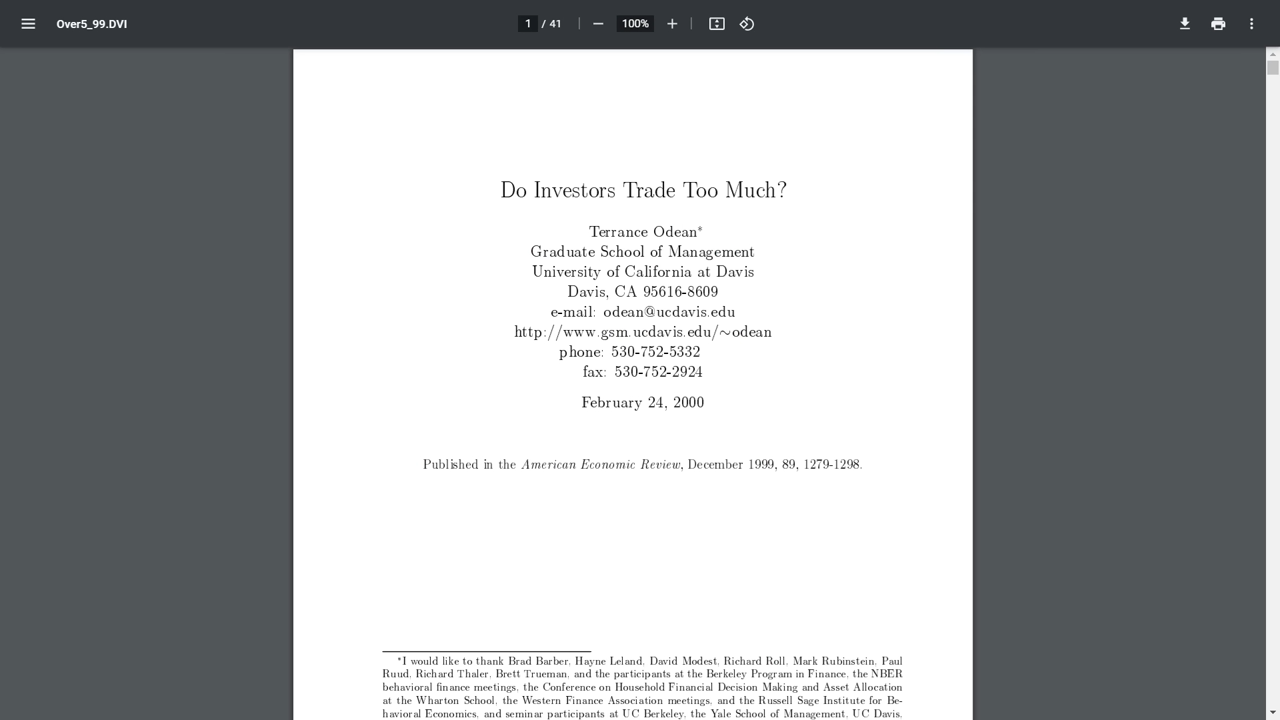 Over5_99.DVI
1 / 41
100%
Do Investors Trade Too Much?
Terrance Odean*
Graduate School of Management
University of California at Davis
Davis, CA 95616-8609
e-mail: odean@ucdavis.edu
http://www.gsm.ucdavis.edu/~odean
phone: 530-752-5332
fax: 530-752-2924
February 24, 2000
Published in the American Economic Review, December 1999, 89, 1279-1298.
*I would like to thank Brad Barber, Hayne Leland, David Modest, Richard Roll, Mark Rubinstein, Paul
Ruud, Richard Thaler, Brett Trueman, and the participants at the Berkeley Program in Finance, the NBER
behavioral finance meetings, the Conference on Household Financial Decision Making and Asset Allocation
at the Wharton School, the Western Finance Association meetings, and the Russell Sage Institute for Be-
havioral Economics, and seminar participants at UC Berkeley, the Yale School of Management, UC Davis,